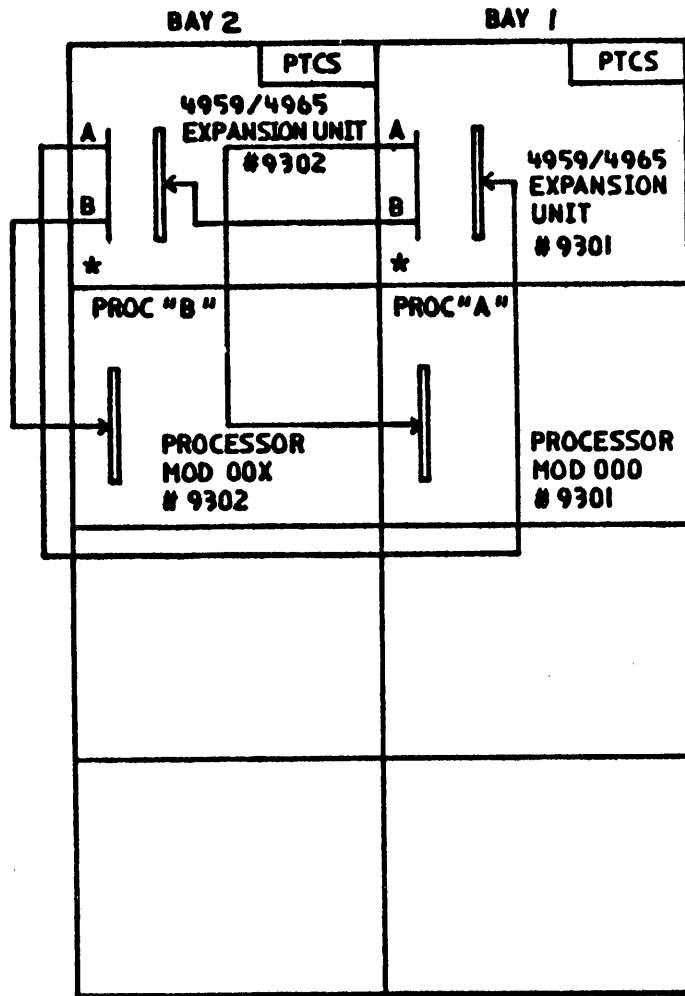 BAY 2
BAY 1
PTCS
PTCS
4959/4965
EXPANSION UNIT
#9302
A
B
*
A
B
*
4959/4965
EXPANSION
UNIT
# 9301
PROC "B"
PROC "A"
PROCESSOR
MOD 00X
# 9302
PROCESSOR
MOD 000
# 9301